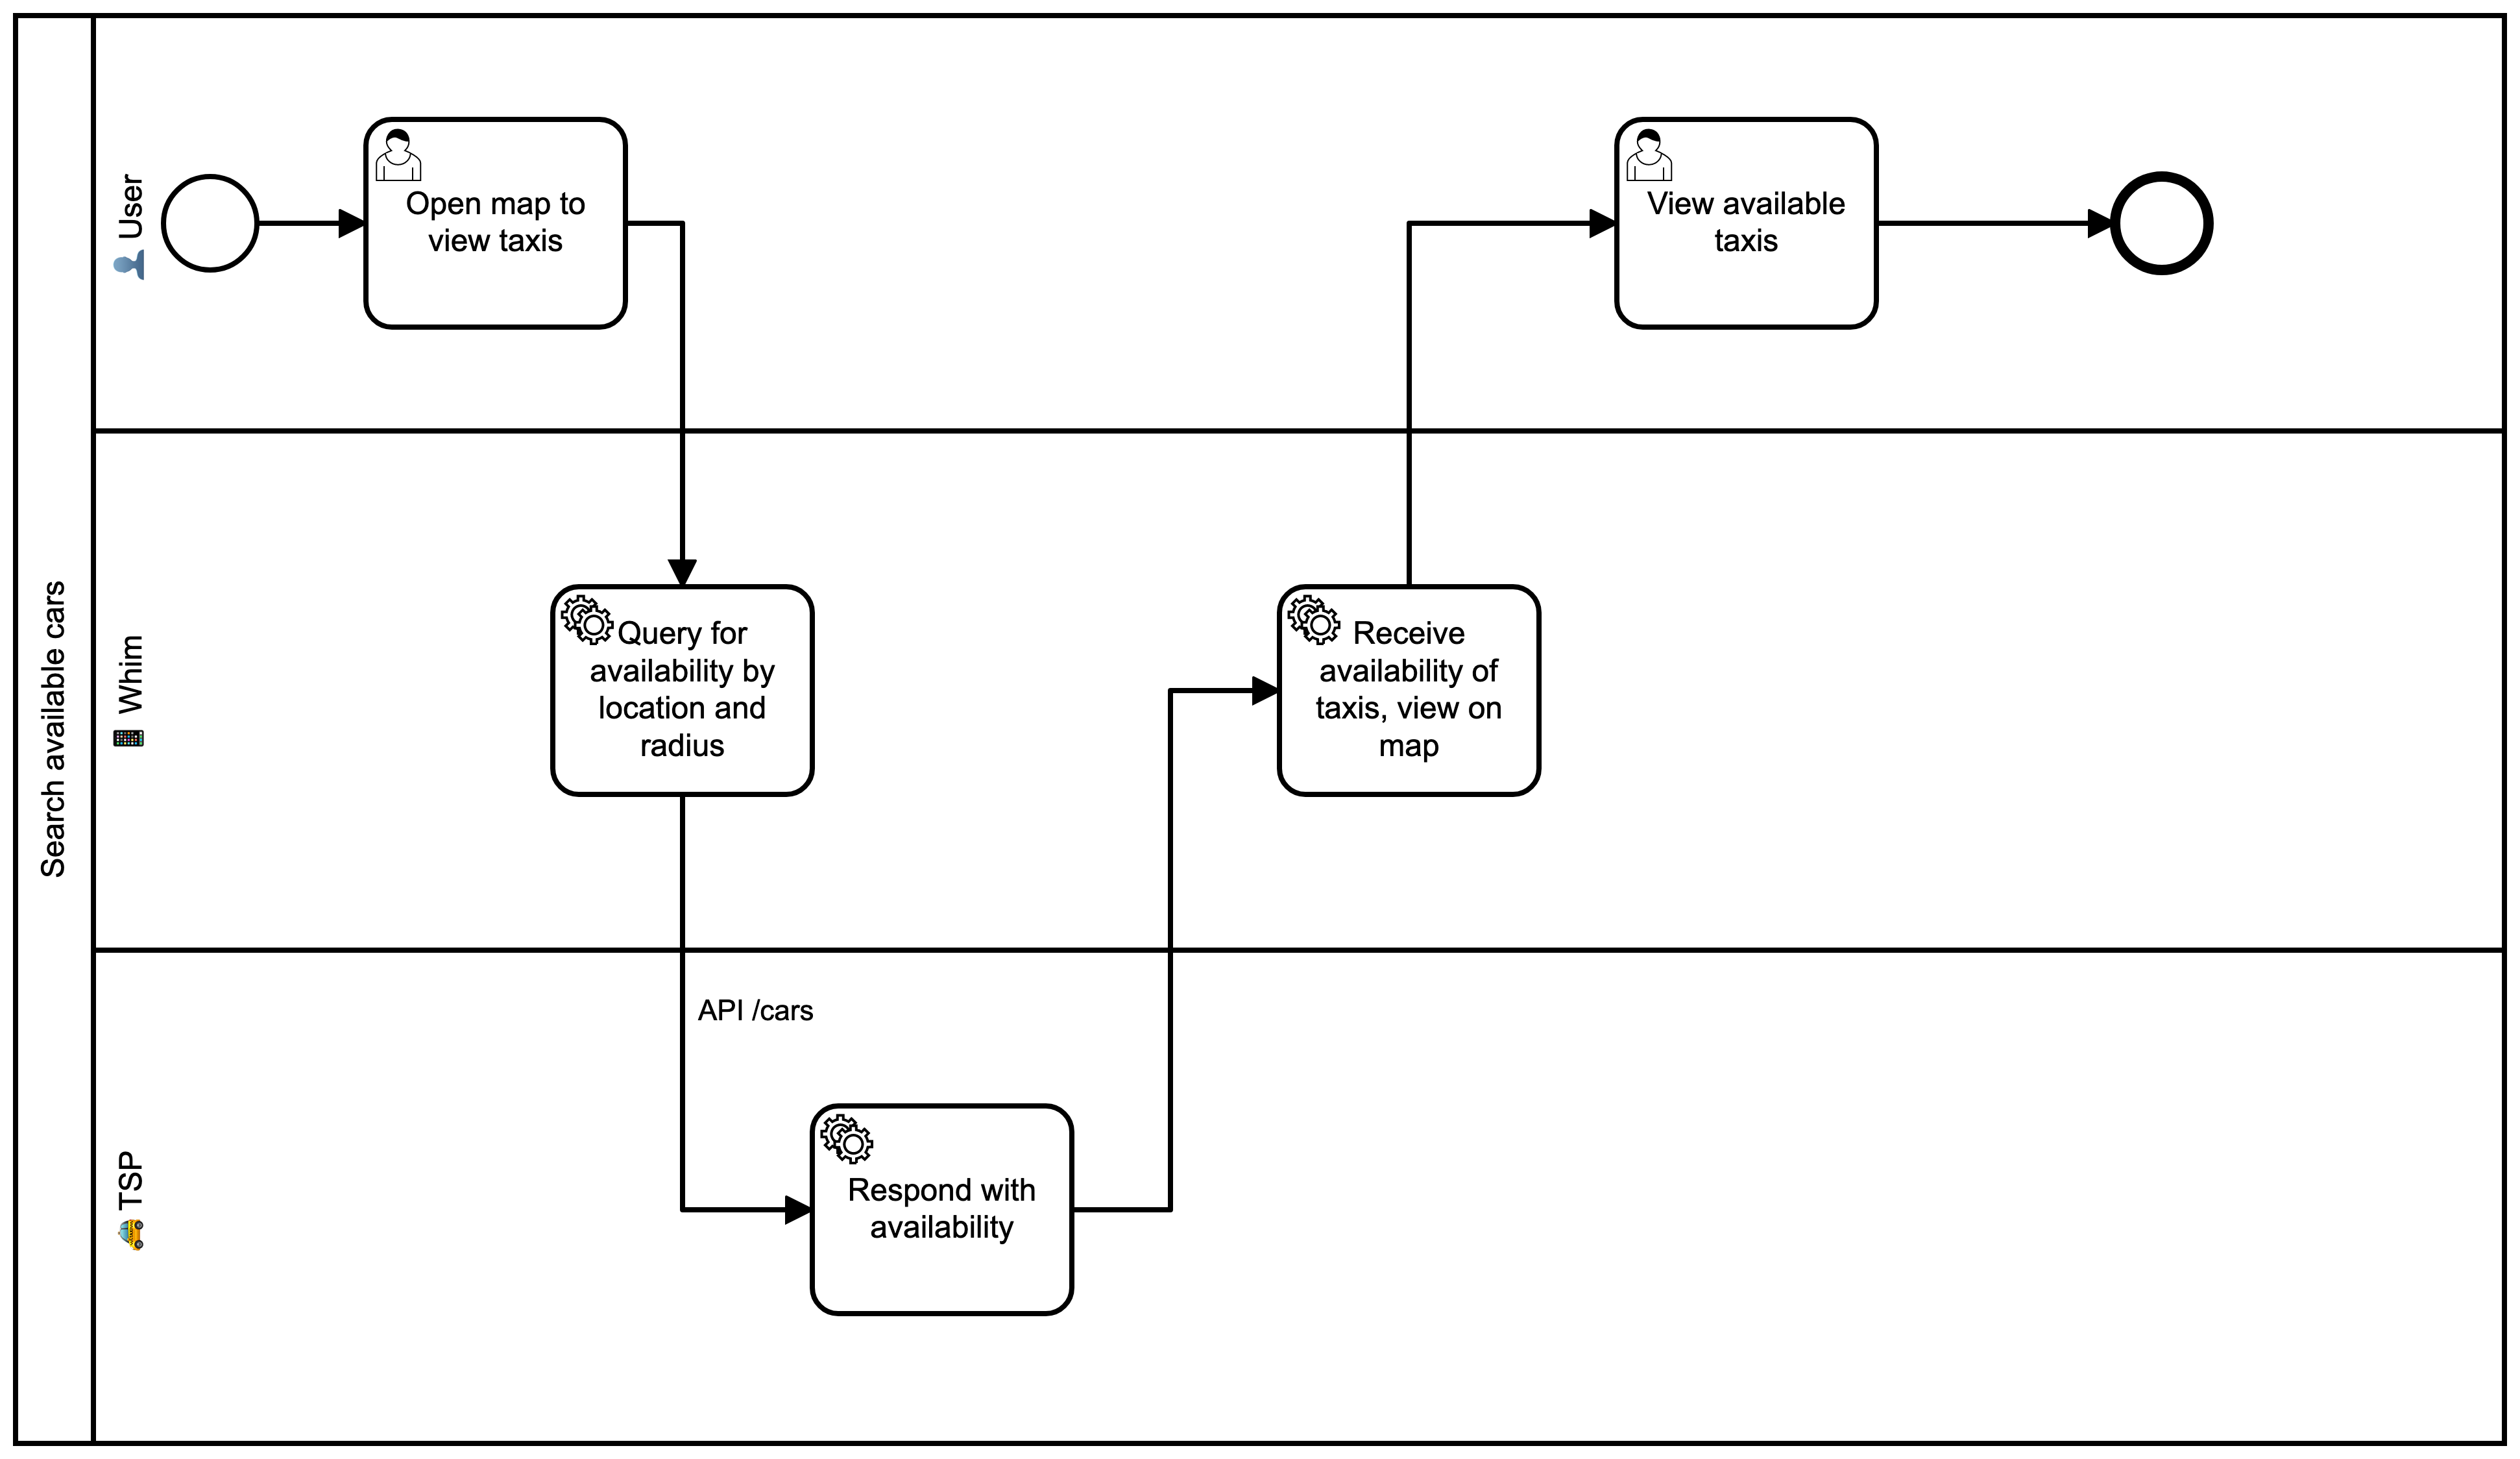 Search available cars
User
Open map to
view taxis
View available
taxis
Whim
Query for
availability by
location and
radius
Receive
availability of
taxis, view on
map
TSP
API /cars
Respond with
availability